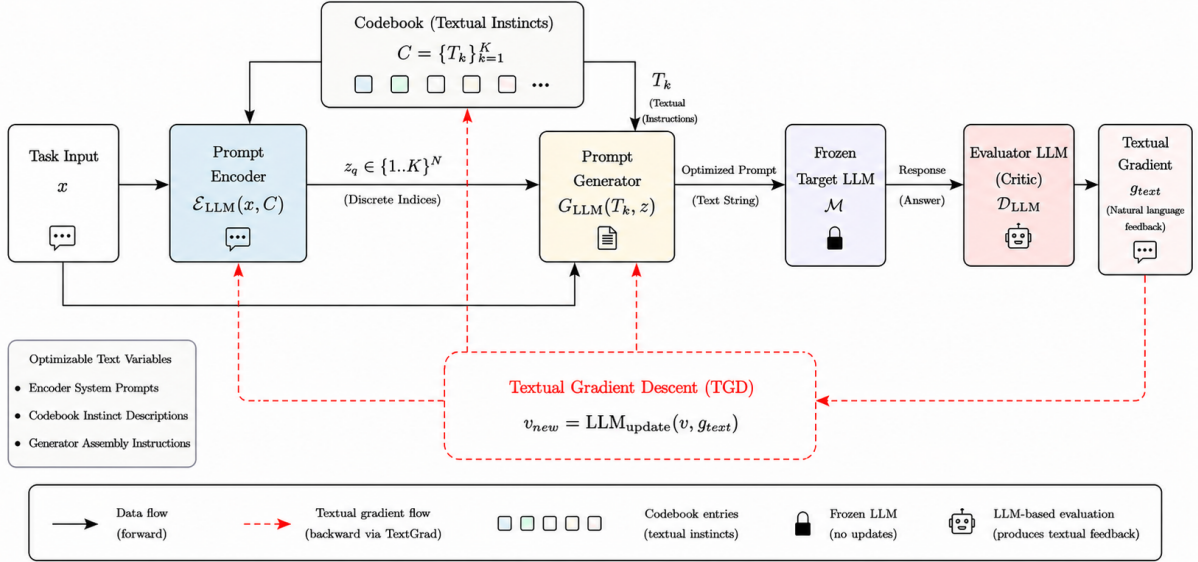 Codebook (Textual Instincts)
C = {T_k}_{k=1}^{K}
...
T_k
(Textual
(Instructions)
Task Input
x
Prompt
Encoder
ℰ_LLM(x, C)
z_q ∈ {1..K}^N
(Discrete Indices)
Prompt
Generator
G_LLM(T_k, z)
Optimized Prompt
(Text String)
Frozen
Target LLM
ℳ
Response
(Answer)
Evaluator LLM
(Critic)
𝒟_LLM
Textual
Gradient
g_text
(Natural language
feedback)
Optimizable Text Variables
● Encoder System Prompts
● Codebook Instinct Descriptions
● Generator Assembly Instructions
Textual Gradient Descent (TGD)
v_new = LLM_update(v, g_text)
Data flow
(forward)
Textual gradient flow
(backward via TextGrad)
Codebook entries
(textual instincts)
Frozen LLM
(no updates)
LLM-based evaluation
(produces textual feedback)